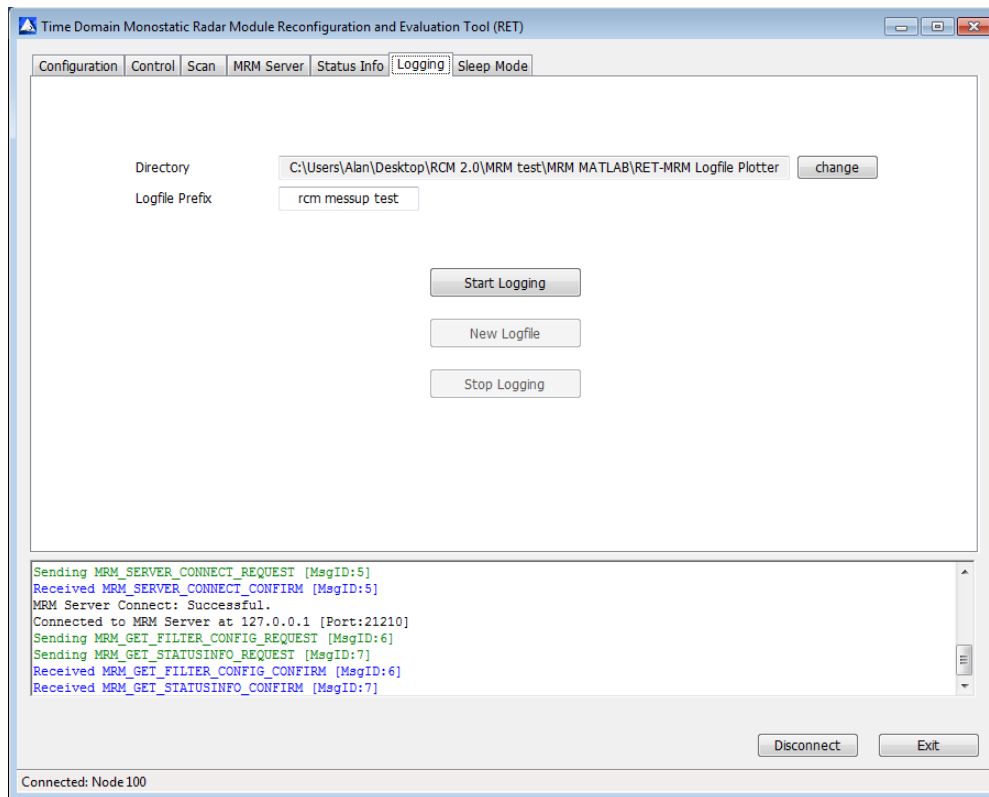 Time Domain Monostatic Radar Module Reconfiguration and Evaluation Tool (RET)
Configuration Control Scan MRM Server Status Info Logging Sleep Mode
Directory C:\Users\Alan\Desktop\RCM 2.0\MRM test\MRM MATLAB\RET-MRM Logfile Plotter change
Logfile Prefix rcm messup test
Start Logging
New Logfile
Stop Logging
Sending MRM_SERVER_CONNECT_REQUEST [MsgID:5]
Received MRM_SERVER_CONNECT_CONFIRM [MsgID:5]
MRM Server Connect: Successful.
Connected to MRM Server at 127.0.0.1 [Port:21210]
Sending MRM_GET_FILTER_CONFIG_REQUEST [MsgID:6]
Sending MRM_GET_STATUSINFO_REQUEST [MsgID:7]
Received MRM_GET_FILTER_CONFIG_CONFIRM [MsgID:6]
Received MRM_GET_STATUSINFO_CONFIRM [MsgID:7]
Disconnect Exit
Connected: Node 100